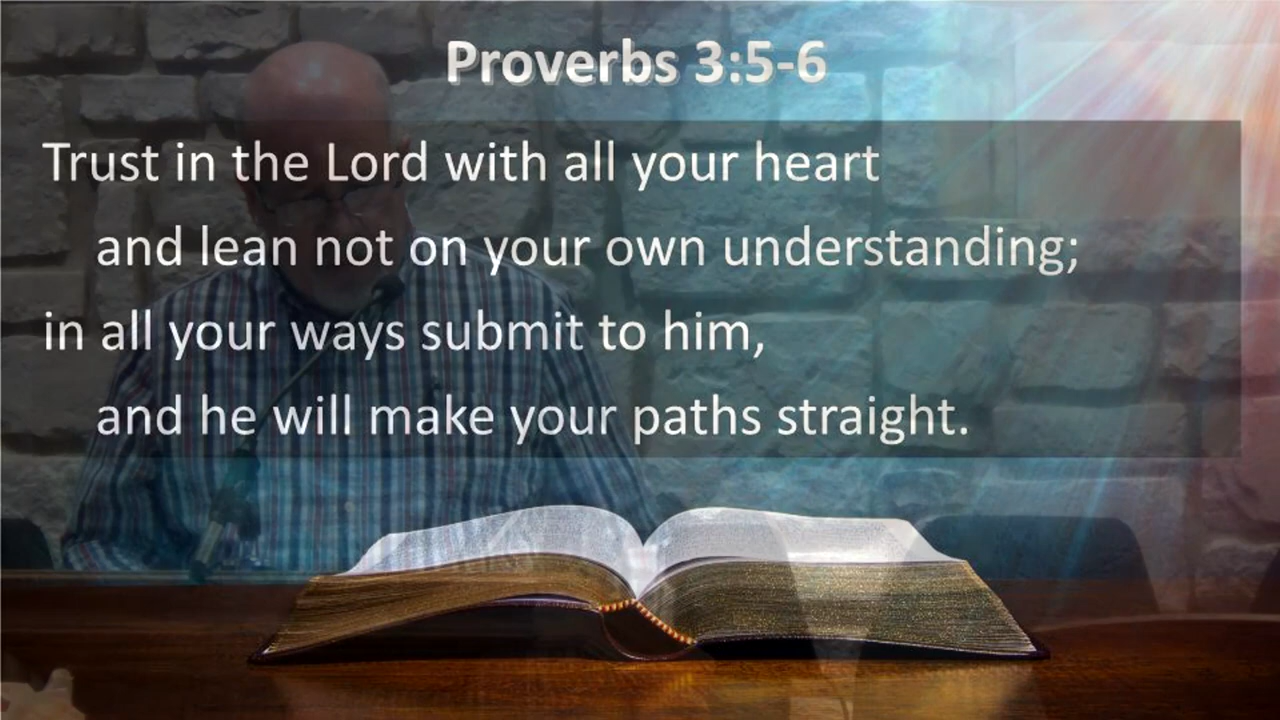 Proverbs 3:5-6
Trust in the Lord with all your heart
and lean not on your own understanding;
in all your ways submit to him,
and he will make your paths straight.